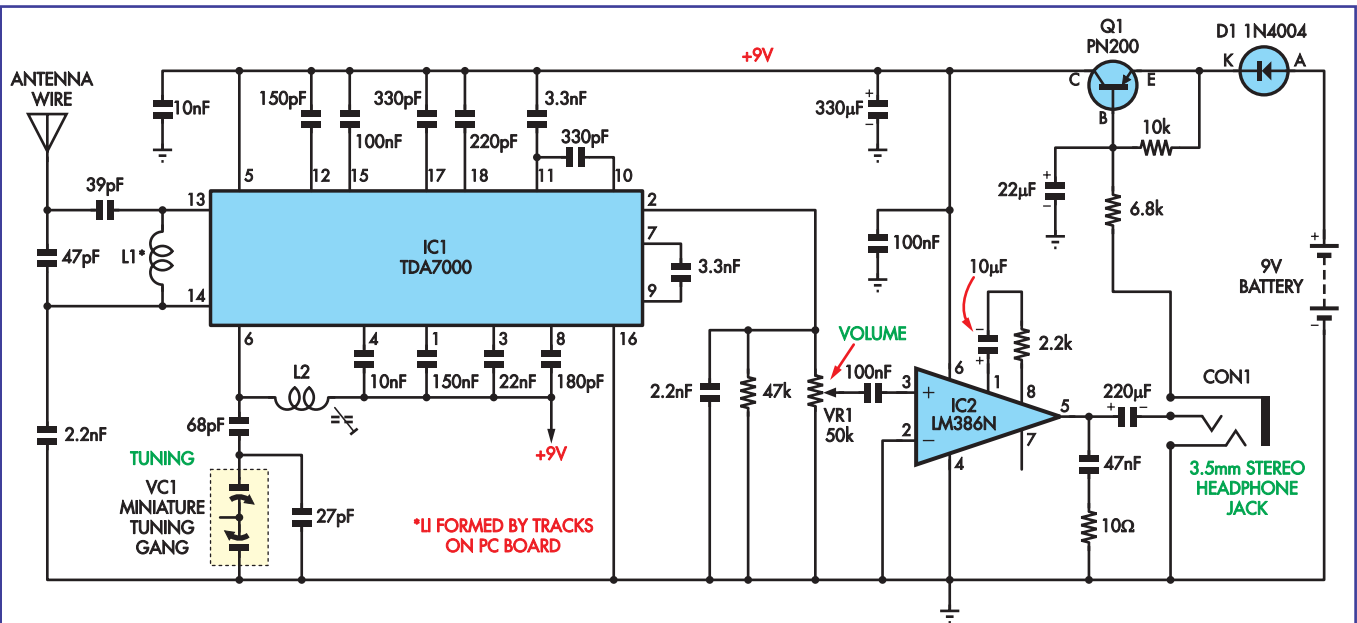 ANTENNA
WIRE
10nF
150pF
100nF
330pF
220pF
3.3nF
330pF
+9V
330µF
+
−
Q1
PN200
C
E
B
D1 1N4004
K
A
10k
22µF
+
−
6.8k
+
9V
BATTERY
−
39pF
47pF
L1*
13
14
5
12
15
17
18
11
10
2
7
9
16
IC1
TDA7000
3.3nF
6
4
1
3
8
L2
10nF
150nF
22nF
180pF
+9V
68pF
2.2nF
TUNING
VC1
MINIATURE
TUNING
GANG
27pF
*LI FORMED BY TRACKS
ON PC BOARD
100nF
2.2nF
47k
VOLUME
VR1
50k
100nF
10µF
−
+
2.2k
3
+
2
−
6
1
8
5
7
4
IC2
LM386N
220µF
+
−
47nF
10Ω
CON1
3.5mm STEREO
HEADPHONE
JACK